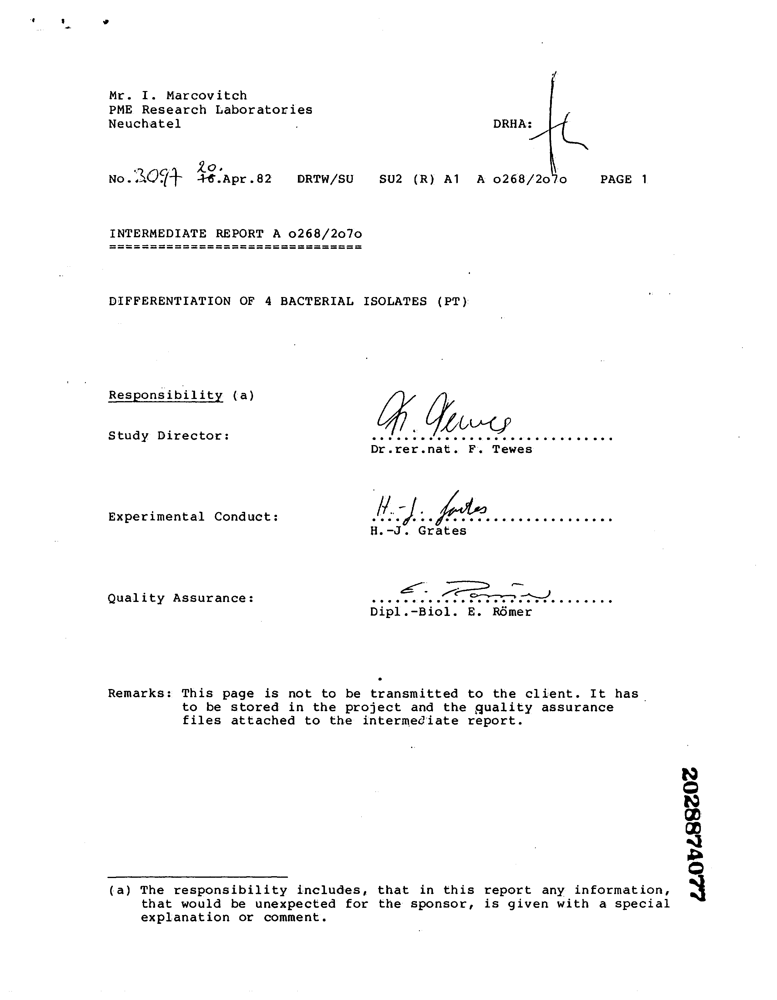 Mr. I. Marcovitch
PME Research Laboratories
Neuchatel
DRHA:
No. 3097 20. 18.Apr.82 DRTW/SU SU2 (R) A1 A o268/2o7o PAGE 1
INTERMEDIATE REPORT A o268/2o7o
===============================
DIFFERENTIATION OF 4 BACTERIAL ISOLATES (PT)
Responsibility (a)
Study Director:
Dr.rer.nat. F. Tewes
Experimental Conduct:
H.-J. Grates
Quality Assurance:
E. Römer
Dipl.-Biol. E. Römer
Remarks: This page is not to be transmitted to the client. It has
to be stored in the project and the quality assurance
files attached to the intermediate report.
2028874077
(a) The responsibility includes, that in this report any information,
that would be unexpected for the sponsor, is given with a special
explanation or comment.